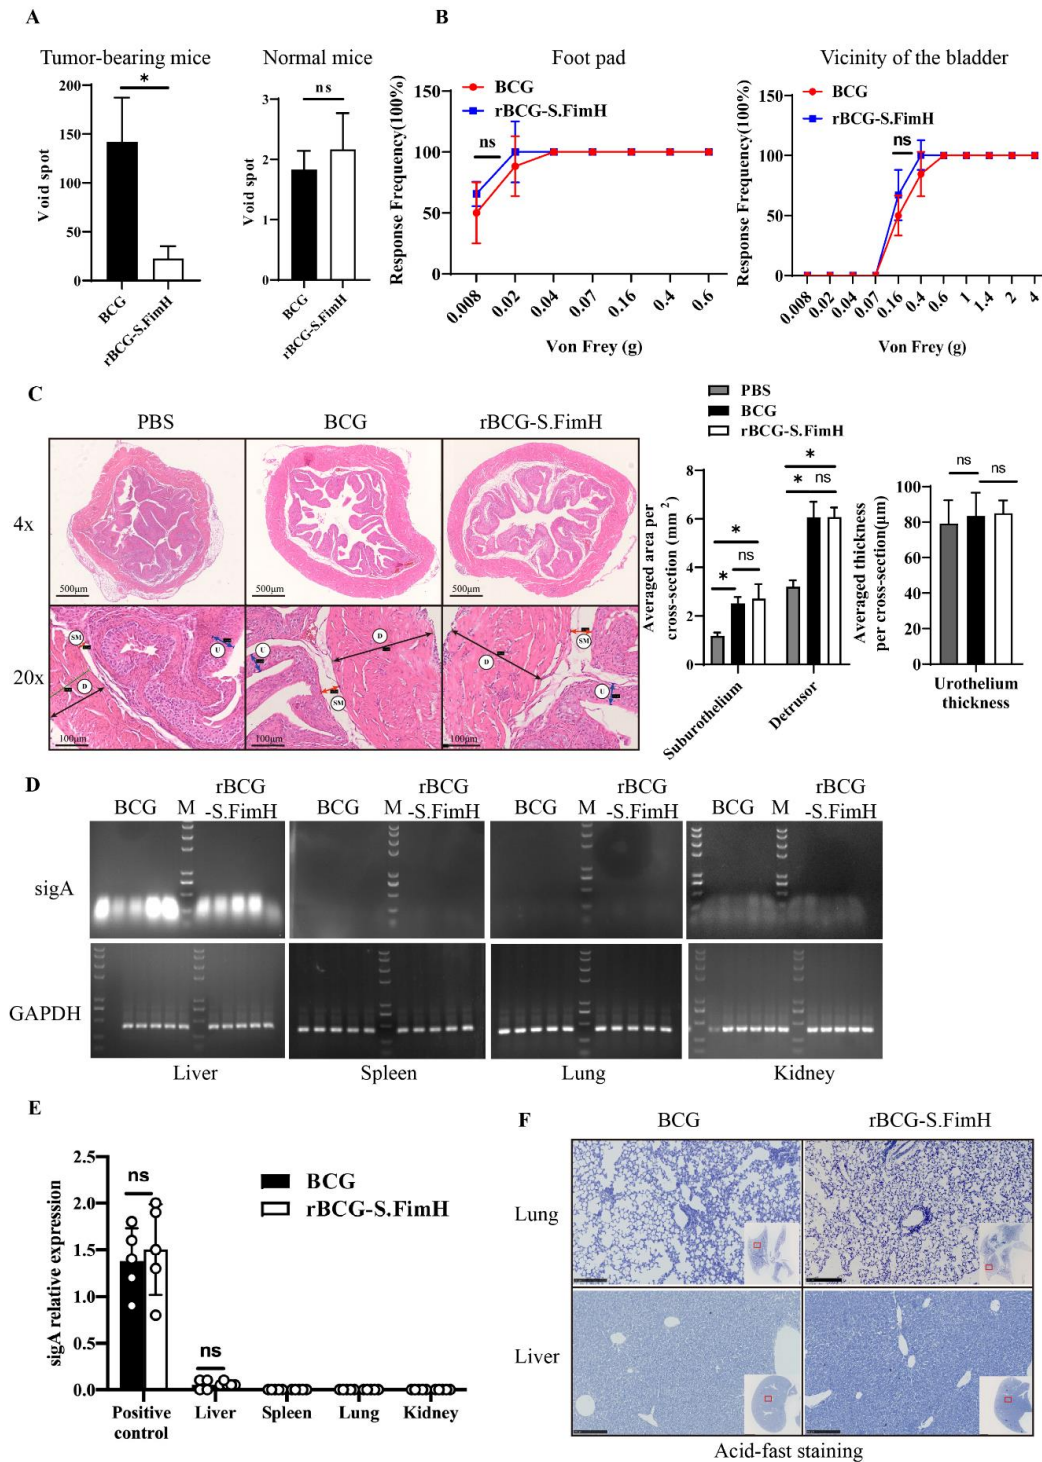 A
B
Tumor-bearing mice
Normal mice
Foot pad
Vicinity of the bladder
Void spot
200
150
100
50
0
*
BCG
rBCG-S.FimH
Void spot
3
2
1
0
ns
BCG
rBCG-S.FimH
Response Frequency(100%)
150
100
50
0
BCG
rBCG-S.FimH
ns
0.008
0.02
0.04
0.07
0.16
0.4
0.6
Von Frey (g)
Response Frequency(100%)
150
100
50
0
BCG
rBCG-S.FimH
ns
0.008
0.02
0.04
0.07
0.16
0.4
0.6
1
1.4
2
4
Von Frey (g)
C
PBS
BCG
rBCG-S.FimH
4x
500μm
500μm
500μm
20x
SM
D
U
100μm
U
SM
D
100μm
D
SM
U
100μm
PBS
BCG
rBCG-S.FimH
Averaged area per
cross-section (mm²)
8
6
4
2
0
*
*
ns
*
*
ns
Suburothelium
Detrusor
Averaged thickness
per cross-section(μm)
100
80
60
40
20
0
ns
ns
Urothelium
thickness
D
BCG
M
rBCG
-S.FimH
BCG
M
rBCG
-S.FimH
BCG
M
rBCG
-S.FimH
BCG
M
rBCG
-S.FimH
sigA
GAPDH
Liver
Spleen
Lung
Kidney
E
sigA relative expression
2.5
2.0
1.5
1.0
0.5
0.0
ns
ns
BCG
rBCG-S.FimH
Positive
control
Liver
Spleen
Lung
Kidney
F
BCG
rBCG-S.FimH
Lung
Liver
Acid-fast staining